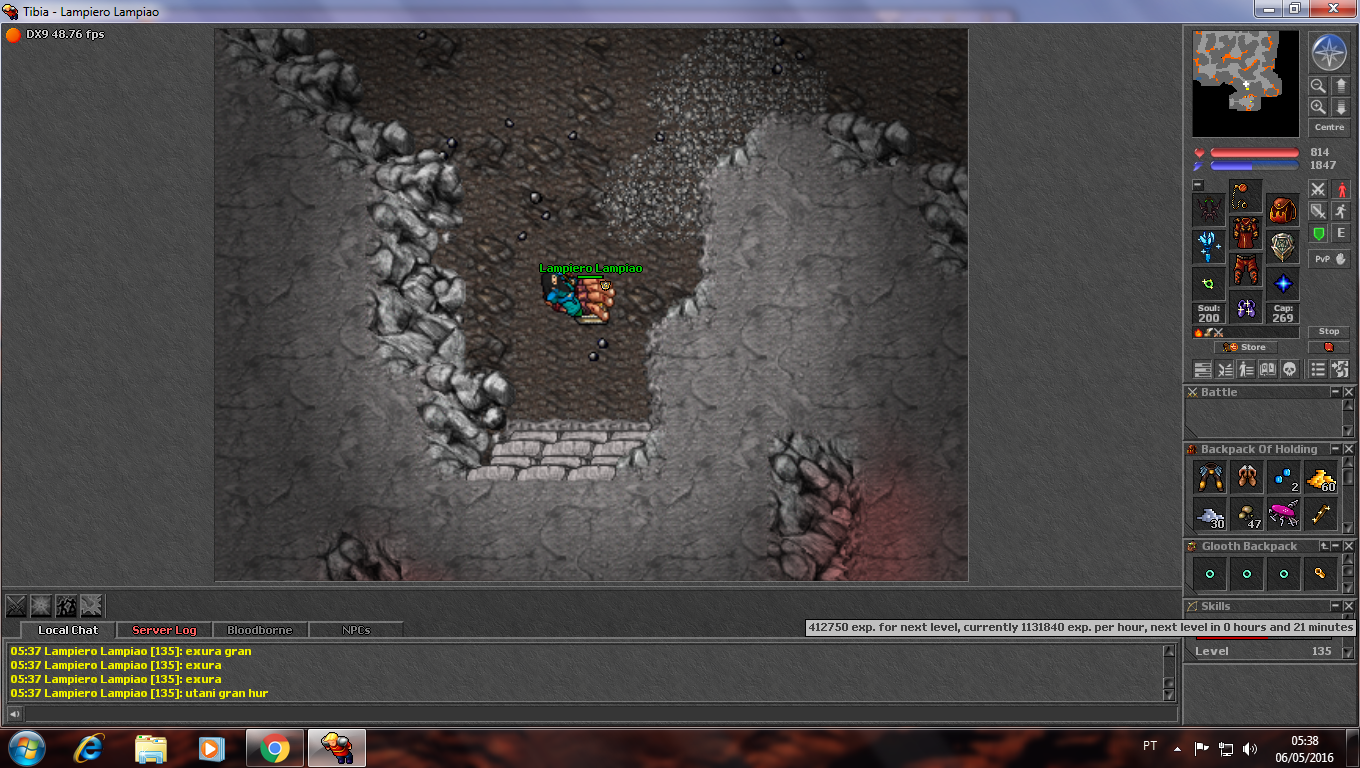 Tibia - Lampiero Lampiao
DX9 48.76 fps
Centre
814
1847
Lampiero Lampiao
E
PvP
Soul:
200
Cap:
269
Stop
Store
Battle
Backpack Of Holding
2
60
30
47
Glooth Backpack
Skills
Local Chat
Server Log
Bloodborne
NPCs
412750 exp. for next level, currently 1131840 exp. per hour, next level in 0 hours and 21 minutes
Level 135
05:37 Lampiero Lampiao [135]: exura gran
05:37 Lampiero Lampiao [135]: exura
05:37 Lampiero Lampiao [135]: exura
05:37 Lampiero Lampiao [135]: utani gran hur
PT
05:38
06/05/2016